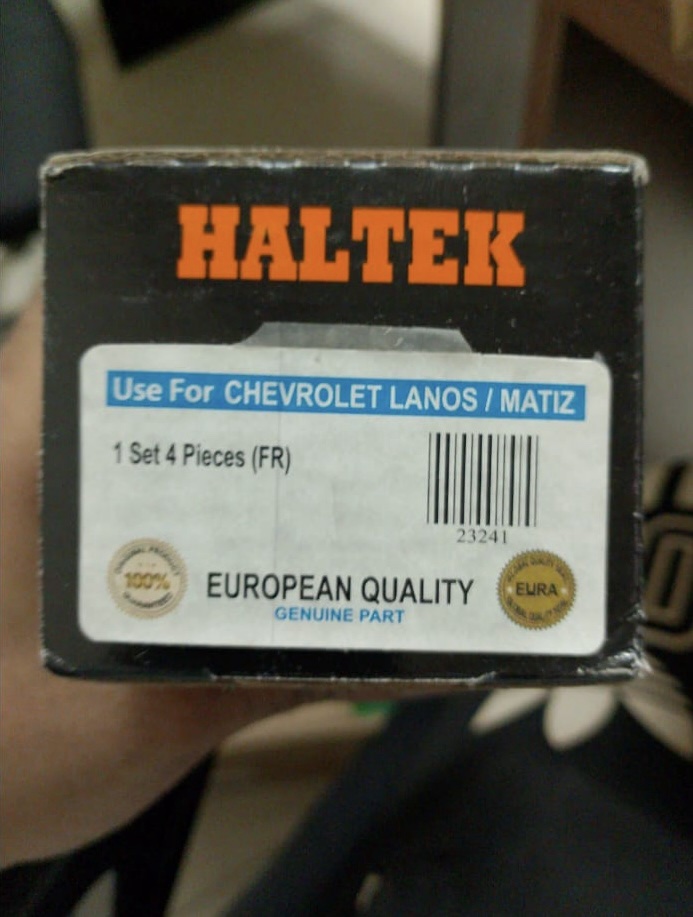 HALTEK
Use For CHEVROLET LANOS / MATIZ
1 Set 4 Pieces (FR)
23241
100%
EUROPEAN QUALITY
GENUINE PART
EURA